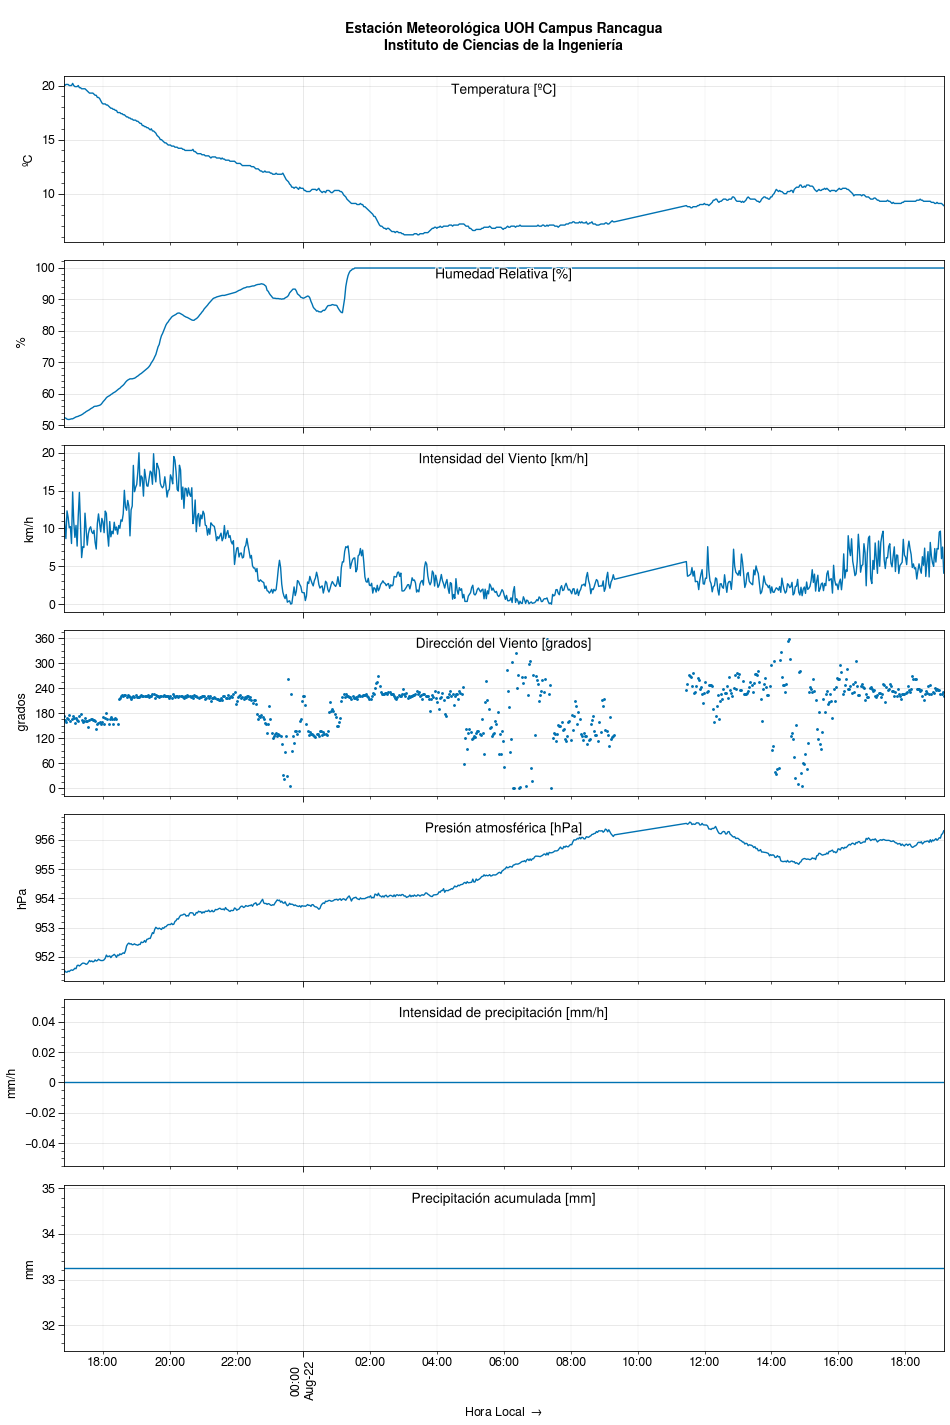 Estación Meteorológica UOH Campus Rancagua
Instituto de Ciencias de la Ingeniería
Temperatura [ºC]
20
15
10
ºC
Humedad Relativa [%]
100
90
80
70
60
50
%
Intensidad del Viento [km/h]
20
15
10
5
0
km/h
Dirección del Viento [grados]
360
300
240
180
120
60
0
grados
Presión atmosférica [hPa]
956
955
954
953
952
hPa
Intensidad de precipitación [mm/h]
0.04
0.02
0
−0.02
−0.04
mm/h
Precipitación acumulada [mm]
35
34
33
32
mm
18:00 20:00 22:00 00:00 02:00 04:00 06:00 08:00 10:00 12:00 14:00 16:00 18:00
Aug-22
Hora Local →